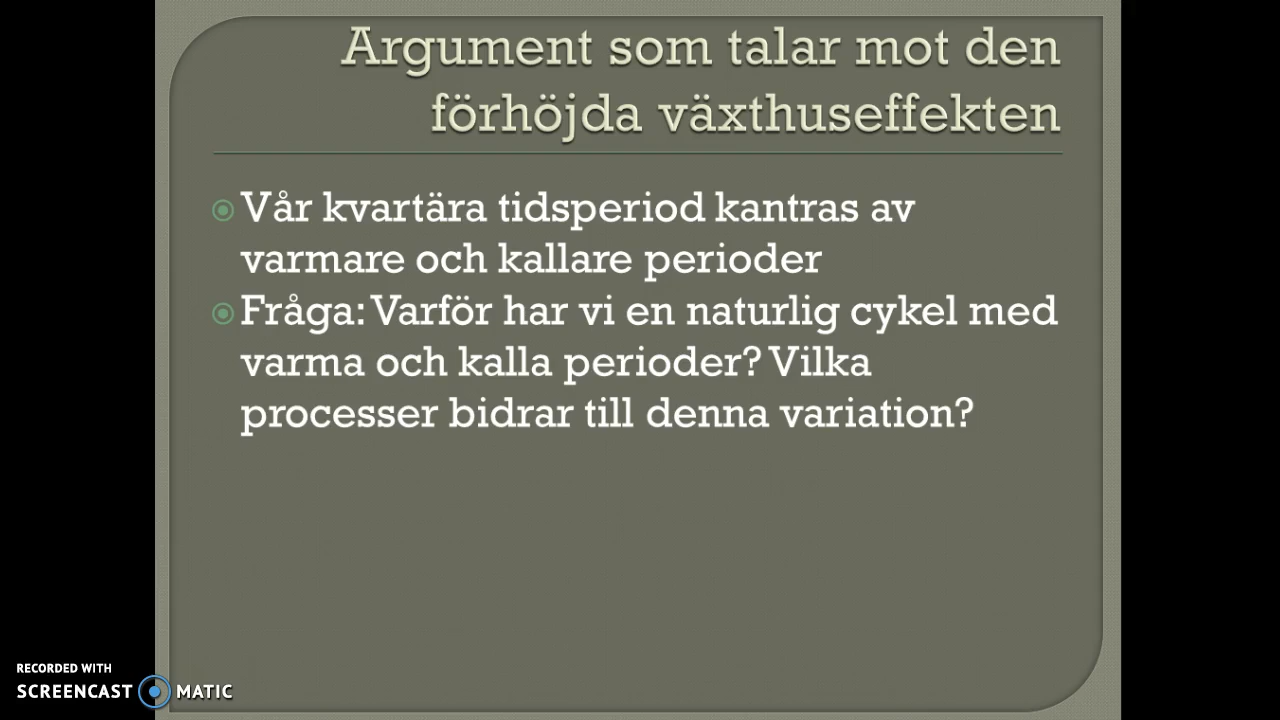 Argument som talar mot den
förhöjda växthuseffekten
Vår kvartära tidsperiod kantras av
varmare och kallare perioder
Fråga: Varför har vi en naturlig cykel med
varma och kalla perioder? Vilka
processer bidrar till denna variation?
RECORDED WITH
SCREENCAST MATIC